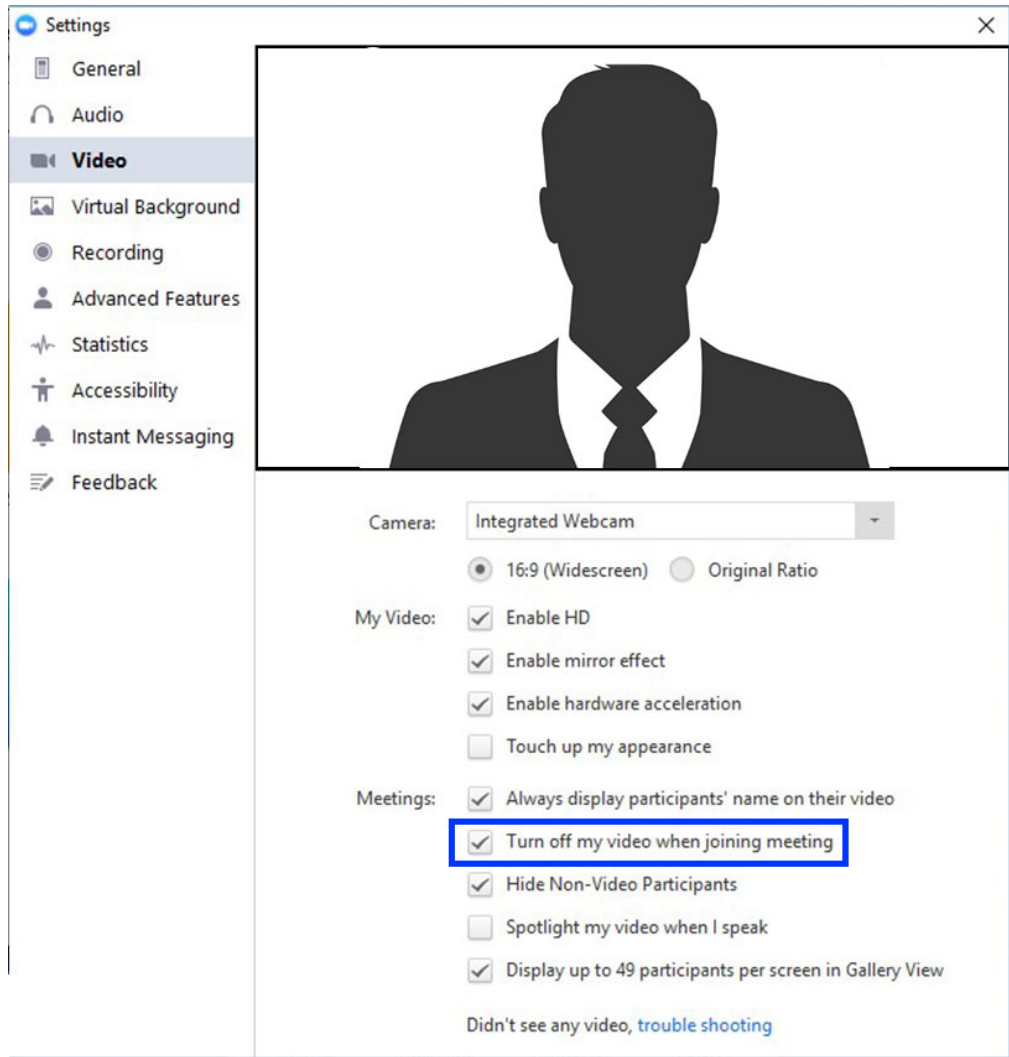 Settings
General
Audio
Video
Virtual Background
Recording
Advanced Features
Statistics
Accessibility
Instant Messaging
Feedback
Camera: Integrated Webcam
16:9 (Widescreen) Original Ratio
My Video: Enable HD
Enable mirror effect
Enable hardware acceleration
Touch up my appearance
Meetings: Always display participants' name on their video
Turn off my video when joining meeting
Hide Non-Video Participants
Spotlight my video when I speak
Display up to 49 participants per screen in Gallery View
Didn't see any video, trouble shooting